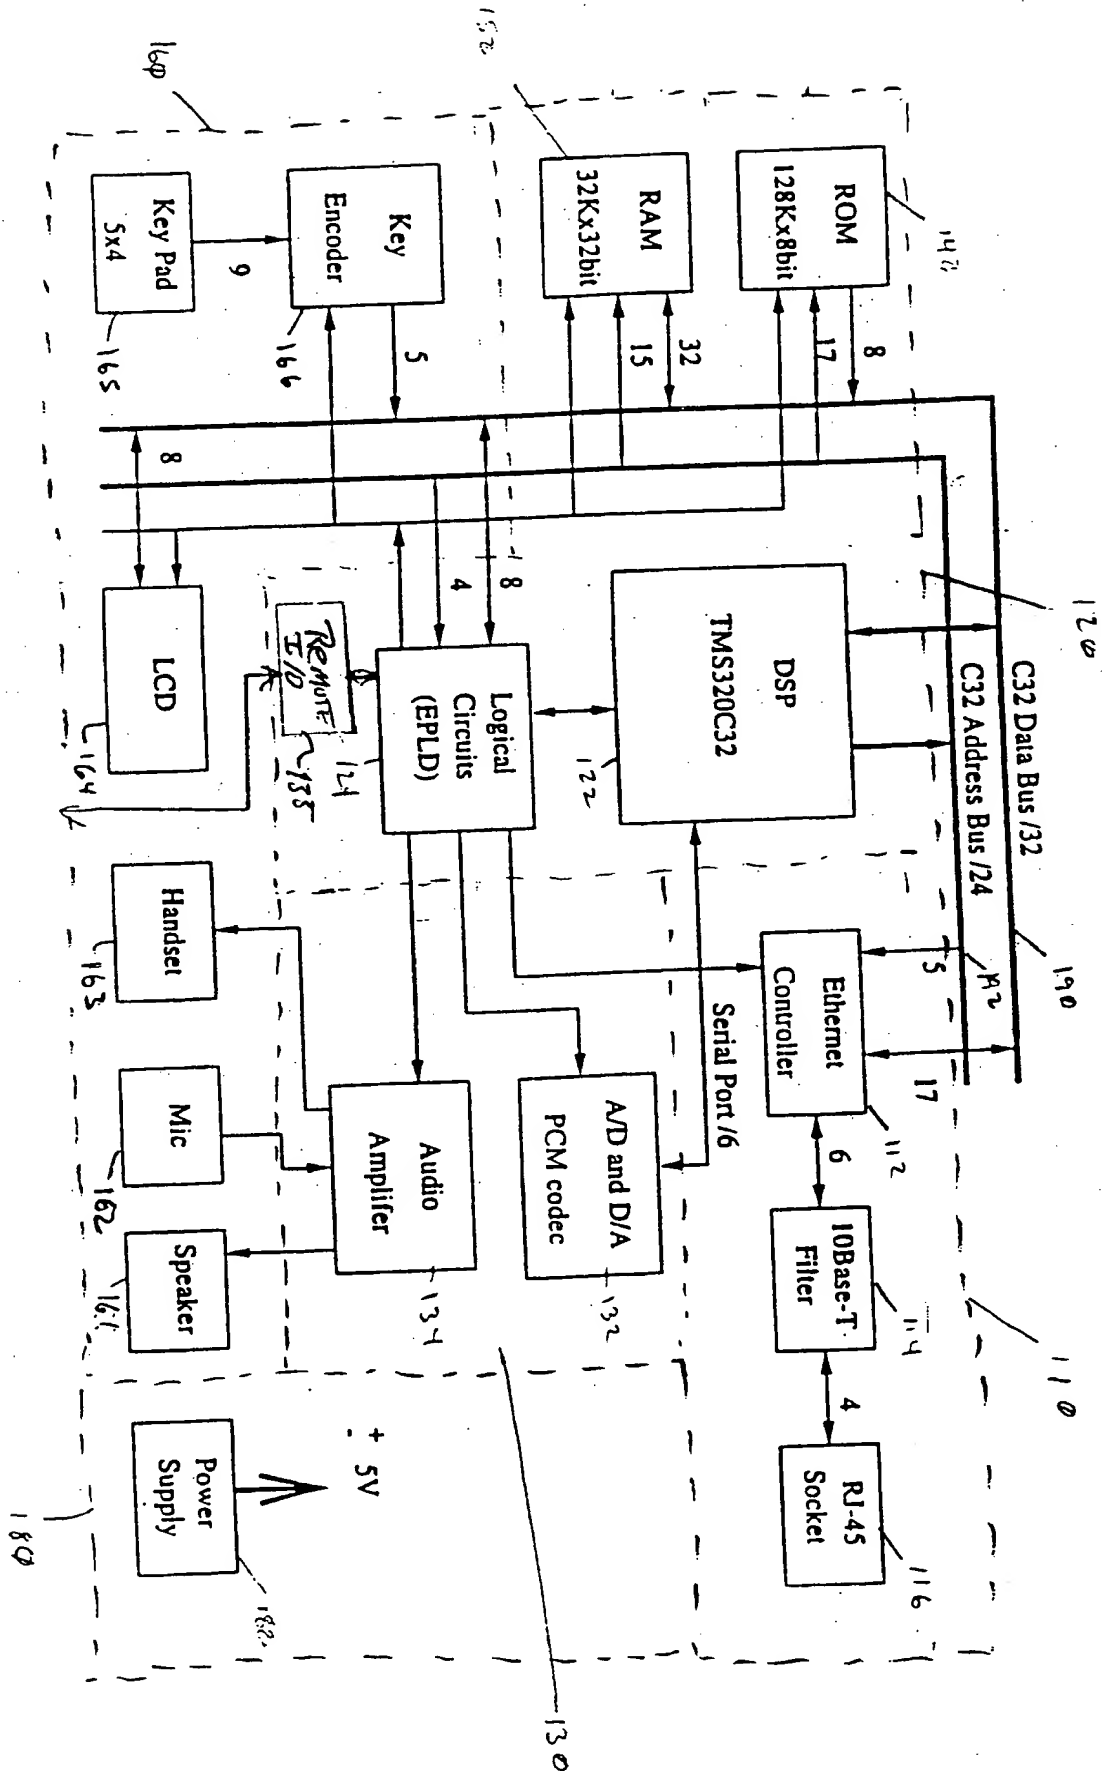 C32 Data Bus /32
C32 Address Bus /24
190
192
120
110
ROM
128Kx8bit
140
8
17
RAM
32Kx32bit
32
15
160
Key
Encoder
166
5
Key Pad
5x4
165
9
DSP
TMS320C32
122
8
4
Logical
Circuits
(EPLD)
124
REMOTE
I/O
LCD
164
8
Ethernet
Controller
112
5
17
6
10Base-T
Filter
114
4
RJ-45
Socket
116
Serial Port /6
A/D and D/A
PCM codec
132
Audio
Amplifer
134
130
Handset
163
Mic
162
Speaker
161
+ 5V
Power
Supply
182
180